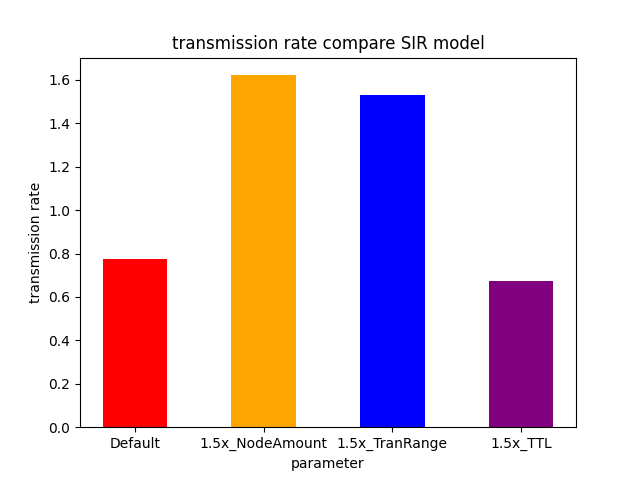 transmission rate compare SIR model
transmission rate
1.6
1.4
1.2
1.0
0.8
0.6
0.4
0.2
0.0
Default 1.5x_NodeAmount 1.5x_TranRange 1.5x_TTL
parameter